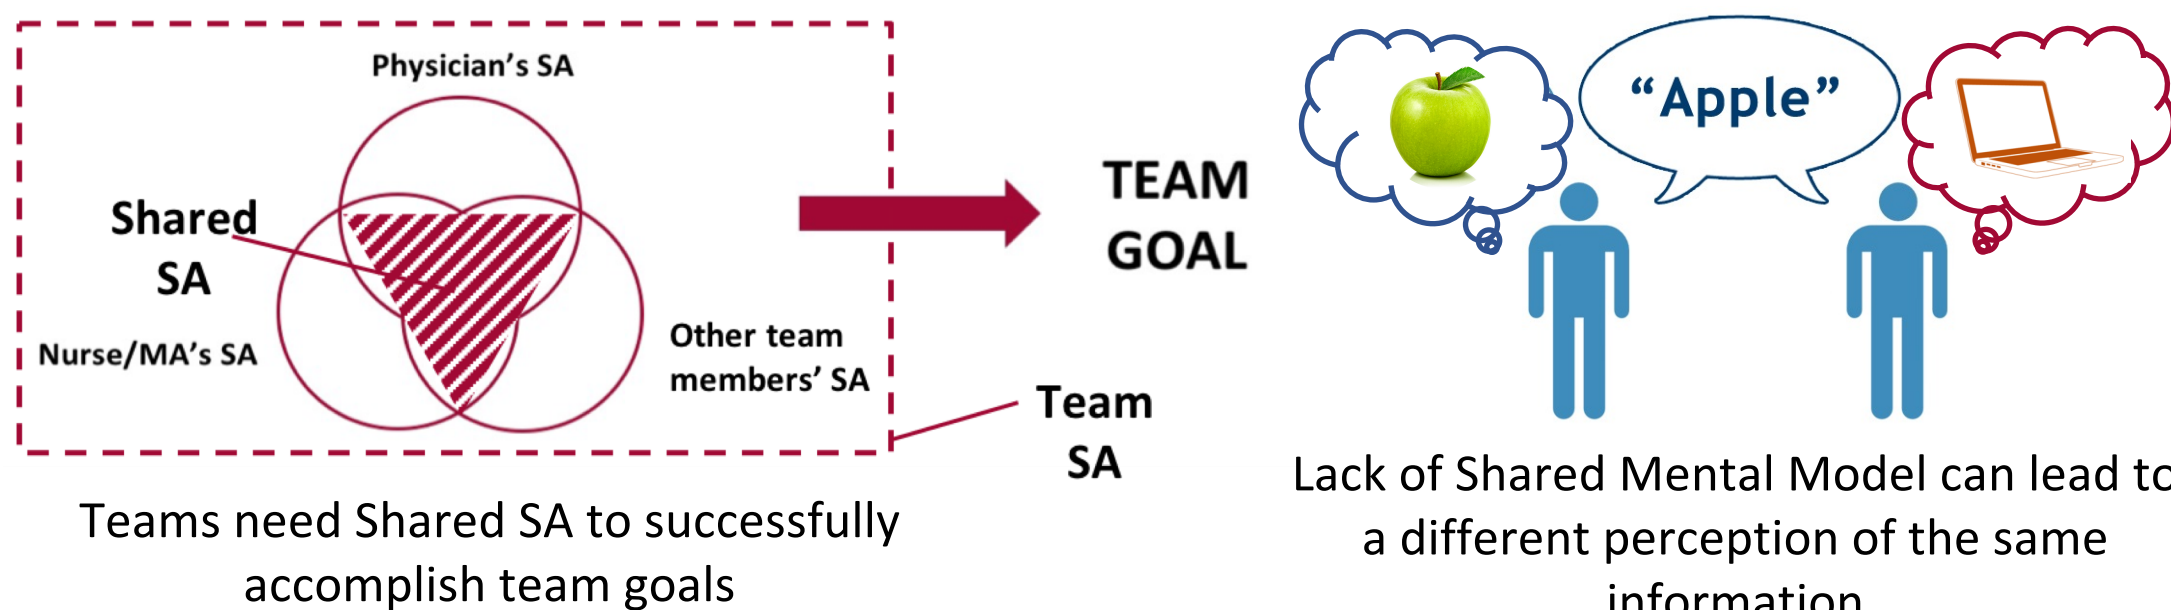 Physician’s SA
Shared
SA
Nurse/MA’s SA
Other team
members’ SA
Team
SA
TEAM
GOAL
Teams need Shared SA to successfully
accomplish team goals
“Apple”
Lack of Shared Mental Model can lead to
a different perception of the same
information